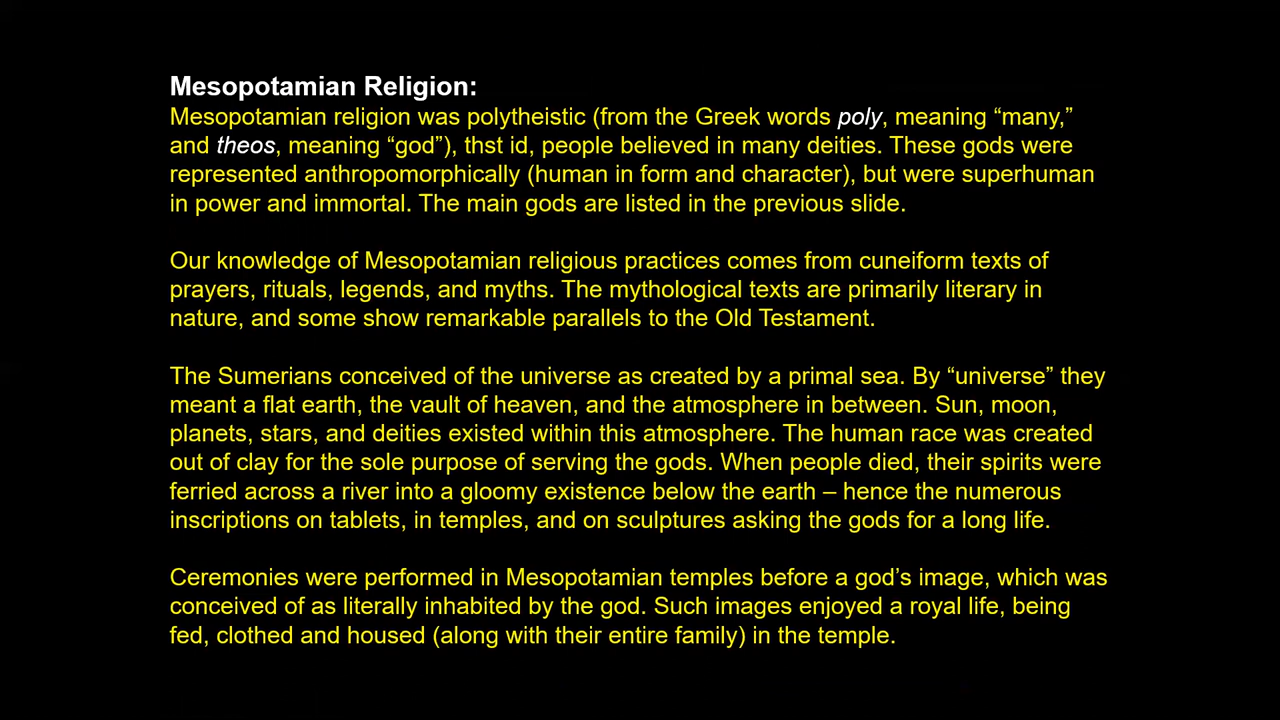 Mesopotamian Religion:
Mesopotamian religion was polytheistic (from the Greek words poly, meaning “many,”
and theos, meaning “god”), thst id, people believed in many deities. These gods were
represented anthropomorphically (human in form and character), but were superhuman
in power and immortal. The main gods are listed in the previous slide.
Our knowledge of Mesopotamian religious practices comes from cuneiform texts of
prayers, rituals, legends, and myths. The mythological texts are primarily literary in
nature, and some show remarkable parallels to the Old Testament.
The Sumerians conceived of the universe as created by a primal sea. By “universe” they
meant a flat earth, the vault of heaven, and the atmosphere in between. Sun, moon,
planets, stars, and deities existed within this atmosphere. The human race was created
out of clay for the sole purpose of serving the gods. When people died, their spirits were
ferried across a river into a gloomy existence below the earth – hence the numerous
inscriptions on tablets, in temples, and on sculptures asking the gods for a long life.
Ceremonies were performed in Mesopotamian temples before a god’s image, which was
conceived of as literally inhabited by the god. Such images enjoyed a royal life, being
fed, clothed and housed (along with their entire family) in the temple.